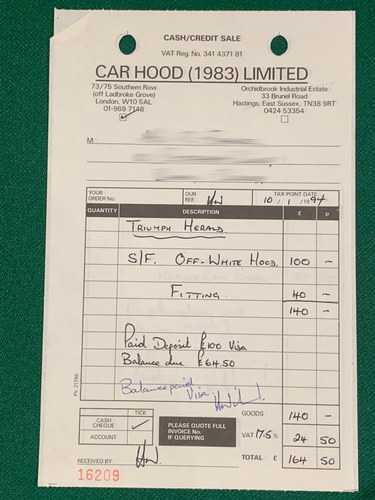 CASH/CREDIT SALE
VAT Reg. No. 341 4371 81
CAR HOOD (1983) LIMITED
73/75 Southern Row
(off Ladbroke Grove)
London, W10 5AL
01-969 7148
Orchidbrook Industrial Estate
33 Brunel Road
Hastings, East Sussex, TN38 9RT
0424 53354
M
YOUR ORDER No.
OUR REF.
TAX POINT DATE
10 / 1 / 1994
QUANTITY DESCRIPTION £ p
TRIUMPH HERALD
S/F. OFF-WHITE HOOD. 100 –
FITTING. 40 –
140 –
Paid Deposit £100 Visa
Balance due £64.50
Balance paid
Visa.
GOODS 140 –
VAT 17.5% 24 50
TOTAL £ 164 50
TICK
CASH
CHEQUE ✓
ACCOUNT
PLEASE QUOTE FULL
INVOICE No.
IF QUERYING
RECEIVED BY
16209